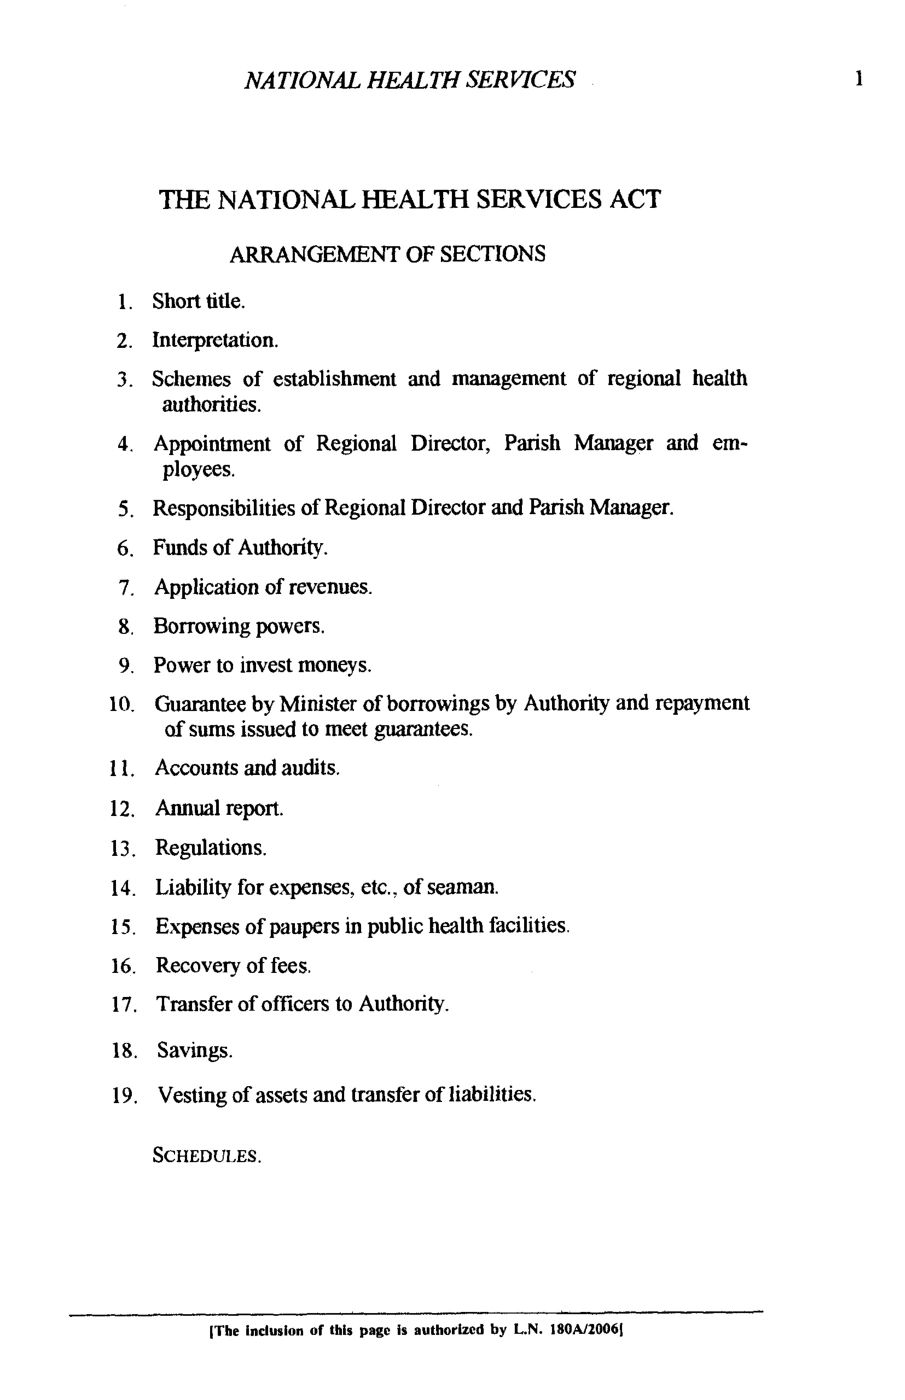 NATIONAL HEALTH SERVICES 1
THE NATIONAL HEALTH SERVICES ACT
ARRANGEMENT OF SECTIONS
1. Short title.
2. Interpretation.
3. Schemes of establishment and management of regional health
authorities.
4. Appointment of Regional Director, Parish Manager and em-
ployees.
5. Responsibilities of Regional Director and Parish Manager.
6. Funds of Authority.
7. Application of revenues.
8. Borrowing powers.
9. Power to invest moneys.
10. Guarantee by Minister of borrowings by Authority and repayment
of sums issued to meet guarantees.
11. Accounts and audits.
12. Annual report.
13. Regulations.
14. Liability for expenses, etc., of seaman.
15. Expenses of paupers in public health facilities.
16. Recovery of fees.
17. Transfer of officers to Authority.
18. Savings.
19. Vesting of assets and transfer of liabilities.
SCHEDULES.
[The inclusion of this page is authorized by L.N. 180A/2006]